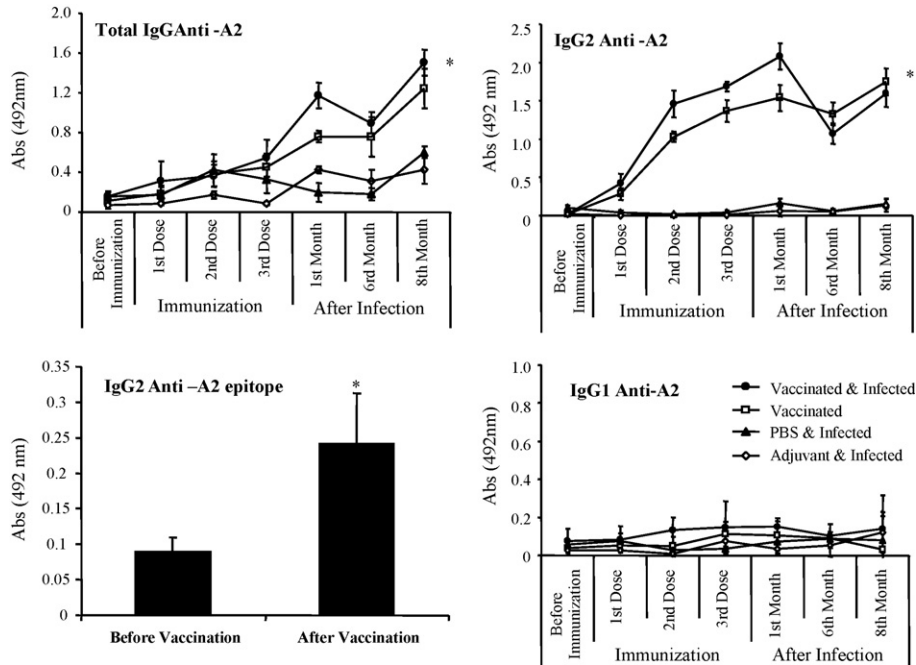 Total IgGAnti -A2
Abs (492nm)
2.0
1.6
1.2
0.8
0.4
0
Before
Immunization
1st Dose
2nd Dose
3rd Dose
1st Month
6rd Month
8th Month
Immunization
After Infection
*
IgG2 Anti -A2
Abs (492 nm)
2.5
2.0
1.5
1.0
0.5
0
Before
Immunization
1st Dose
2nd Dose
3rd Dose
1st Month
6rd Month
8th Month
Immunization
After Infection
*
IgG2 Anti –A2 epitope
Abs (492 nm)
0.35
0.3
0.25
0.2
0.15
0.1
0.05
0
*
Before Vaccination
After Vaccination
IgG1 Anti-A2
Abs (492nm)
1.0
0.8
0.6
0.4
0.2
0
Vaccinated & Infected
Vaccinated
PBS & Infected
Adjuvant & Infected
Before
Immunization
1st Dose
2nd Dose
3rd Dose
1st Month
6th Month
8th Month
Immunization
After Infection